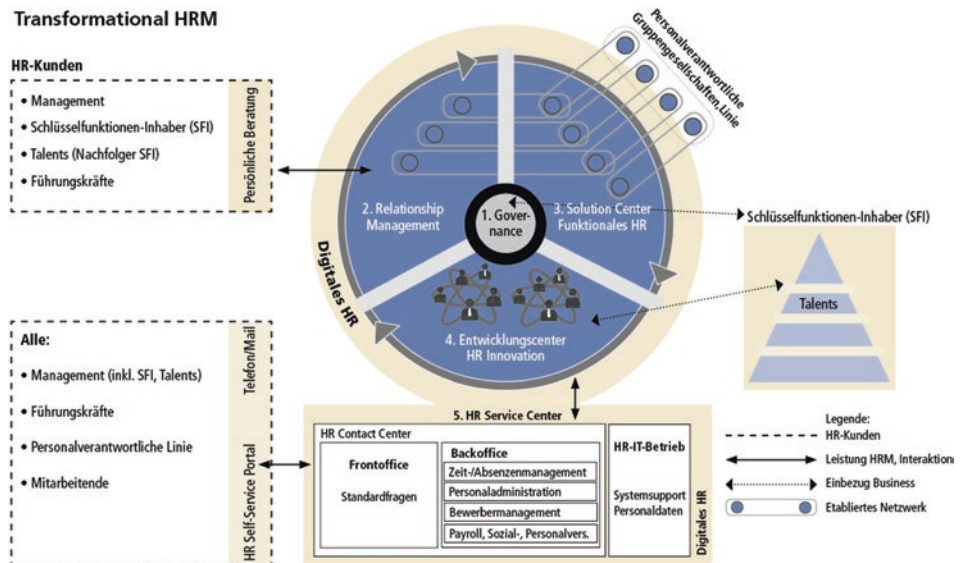 Transformational HRM
HR-Kunden
• Management
• Schlüsselfunktionen-Inhaber (SFI)
• Talents (Nachfolger SFI)
• Führungskräfte
Persönliche Beratung
Personalverantwortliche
Gruppengesellschaften, Linie
2. Relationship
Management
1. Gover-
nance
3. Solution Center
Funktionales HR
Digitales HR
4. Entwicklungscenter
HR Innovation
Schlüsselfunktionen-Inhaber (SFI)
Talents
Alle:
• Management (inkl. SFI, Talents)
• Führungskräfte
• Personalverantwortliche Linie
• Mitarbeitende
Telefon/Mail
HR Self-Service Portal
5. HR Service Center
HR Contact Center
Frontoffice
Standardfragen
Backoffice
Zeit-/Absenzenmanagement
Personaladministration
Bewerbermanagement
Payroll, Sozial-, Personalvers.
HR-IT-Betrieb
Systemsupport
Personaldaten
Digitales HR
Legende:
HR-Kunden
Leistung HRM, Interaktion
Einbezug Business
Etabliertes Netzwerk